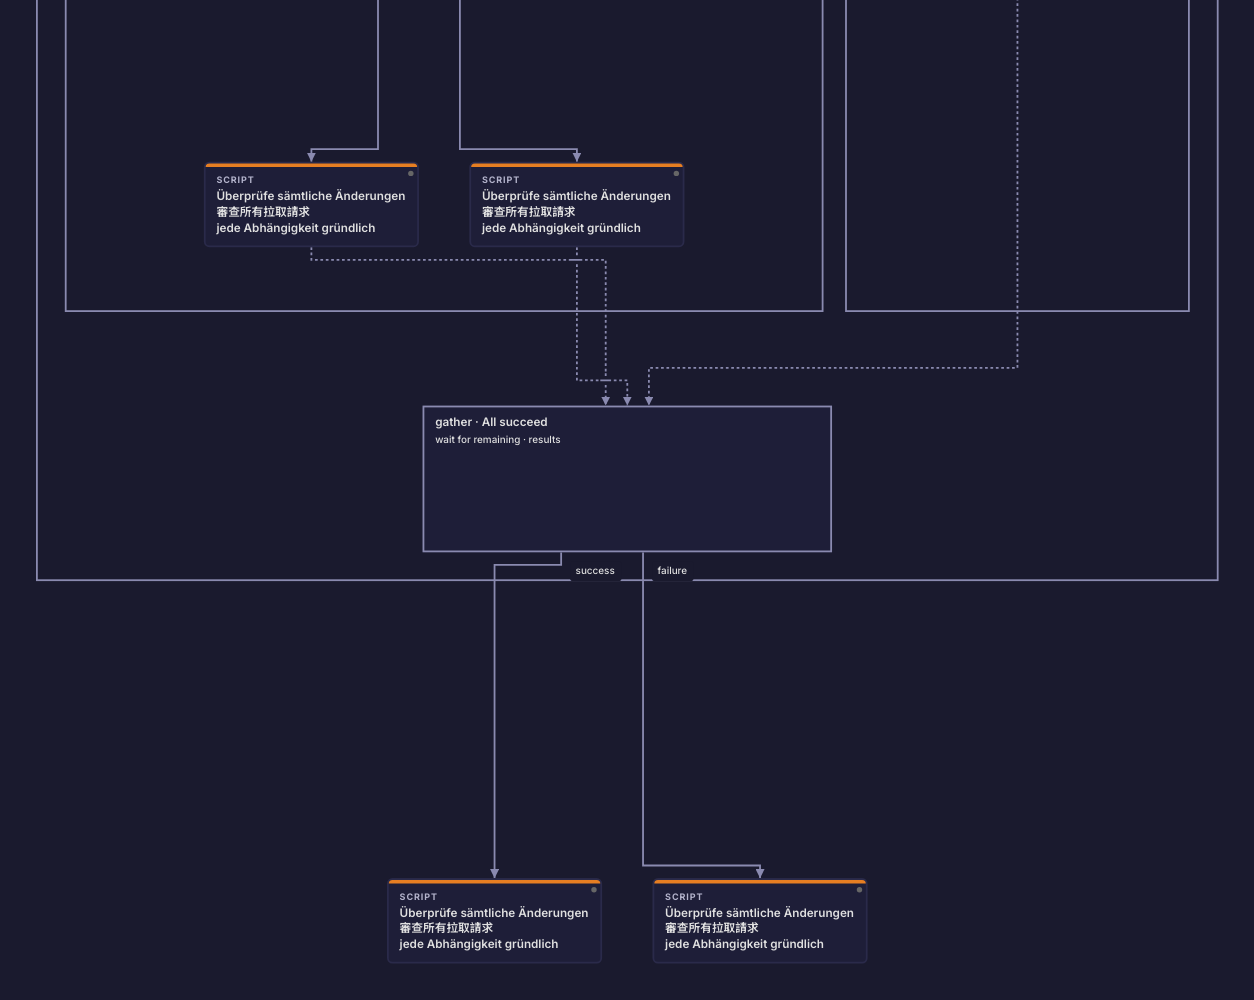 SCRIPT
Überprüfe sämtliche Änderungen
審查所有拉取請求
jede Abhängigkeit gründlich
SCRIPT
Überprüfe sämtliche Änderungen
審查所有拉取請求
jede Abhängigkeit gründlich
gather · All succeed
wait for remaining · results
success
failure
SCRIPT
Überprüfe sämtliche Änderungen
審查所有拉取請求
jede Abhängigkeit gründlich
SCRIPT
Überprüfe sämtliche Änderungen
審查所有拉取請求
jede Abhängigkeit gründlich